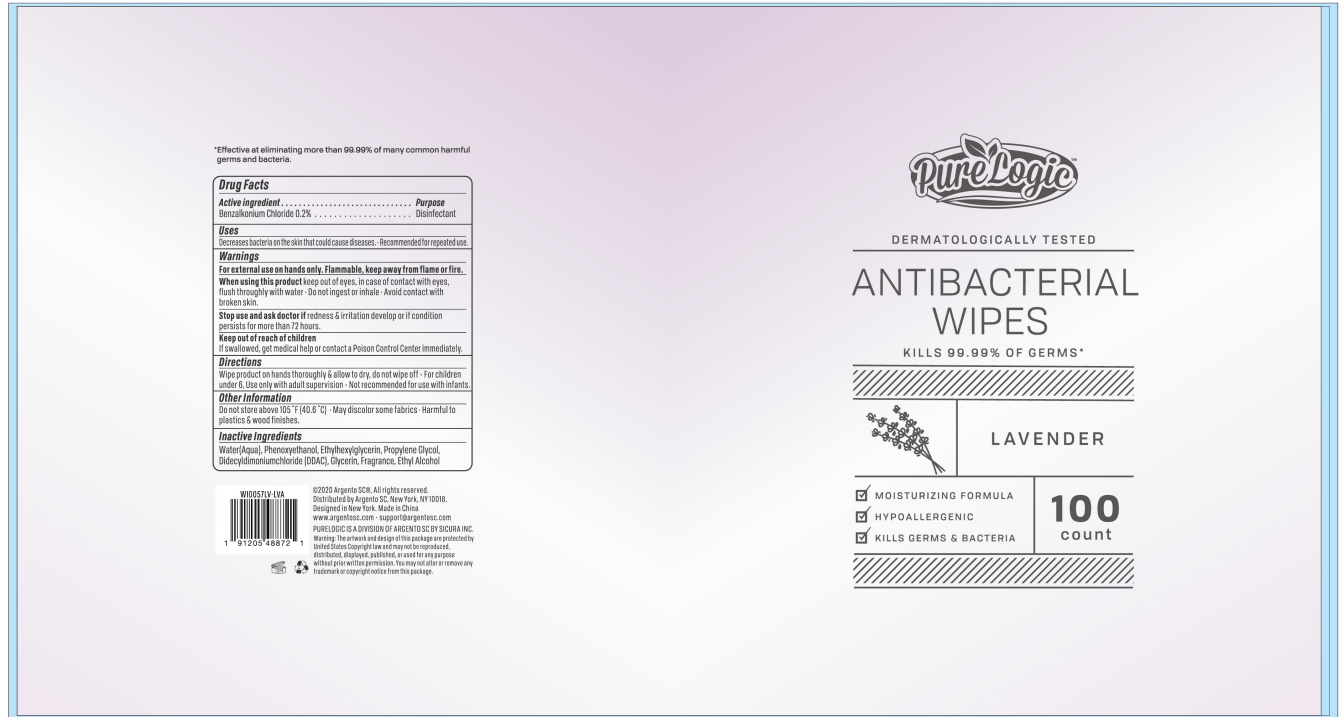 *Effective at eliminating more than 99.99% of many common harmful
germs and bacteria.
Drug Facts
Active ingredient . . . . . . . . . . . . . . . . . . . . . . . . . . . . . Purpose
Benzalkonium Chloride 0.2% . . . . . . . . . . . . . . . . . . . . Disinfectant
Uses
Decreases bacteria on the skin that could cause diseases. · Recommended for repeated use.
Warnings
For external use on hands only. Flammable, keep away from flame or fire.
When using this product keep out of eyes, in case of contact with eyes,
flush throughly with water · Do not ingest or inhale · Avoid contact with
broken skin.
Stop use and ask doctor if redness & irritation develop or if condition
persists for more than 72 hours.
Keep out of reach of children
If swallowed, get medical help or contact a Poison Control Center immediately.
Directions
Wipe product on hands thoroughly & allow to dry, do not wipe off · For children
under 6, Use only with adult supervision · Not recommended for use with infants.
Other Information
Do not store above 105 ˚F (40.6 ˚C) · May discolor some fabrics · Harmful to
plastics & wood finishes.
Inactive Ingredients
Water(Aqua), Phenoxyethanol, Ethylhexylglycerin, Propylene Glycol,
Didecyldimoniumchloride (DDAC), Glycerin, Fragrance, Ethyl Alcohol
WI0057LV-LVA
1 91205 48872 1
©2020 Argento SC®, All rights reserved.
Distributed by Argento SC, New York, NY 10018.
Designed in New York. Made in China
www.argentosc.com · support@argentosc.com
PURELOGIC IS A DIVISION OF ARGENTO SC BY SICURA INC.
Warning: The artwork and design of this package are protected by
United States Copyright law and may not be reproduced,
distributed, displayed, published, or used for any purpose
without prior written permission. You may not alter or remove any
trademark or copyright notice from this package.
PureLogic™
DERMATOLOGICALLY TESTED
ANTIBACTERIAL
WIPES
KILLS 99.99% OF GERMS*
LAVENDER
MOISTURIZING FORMULA
HYPOALLERGENIC
KILLS GERMS & BACTERIA
100
count